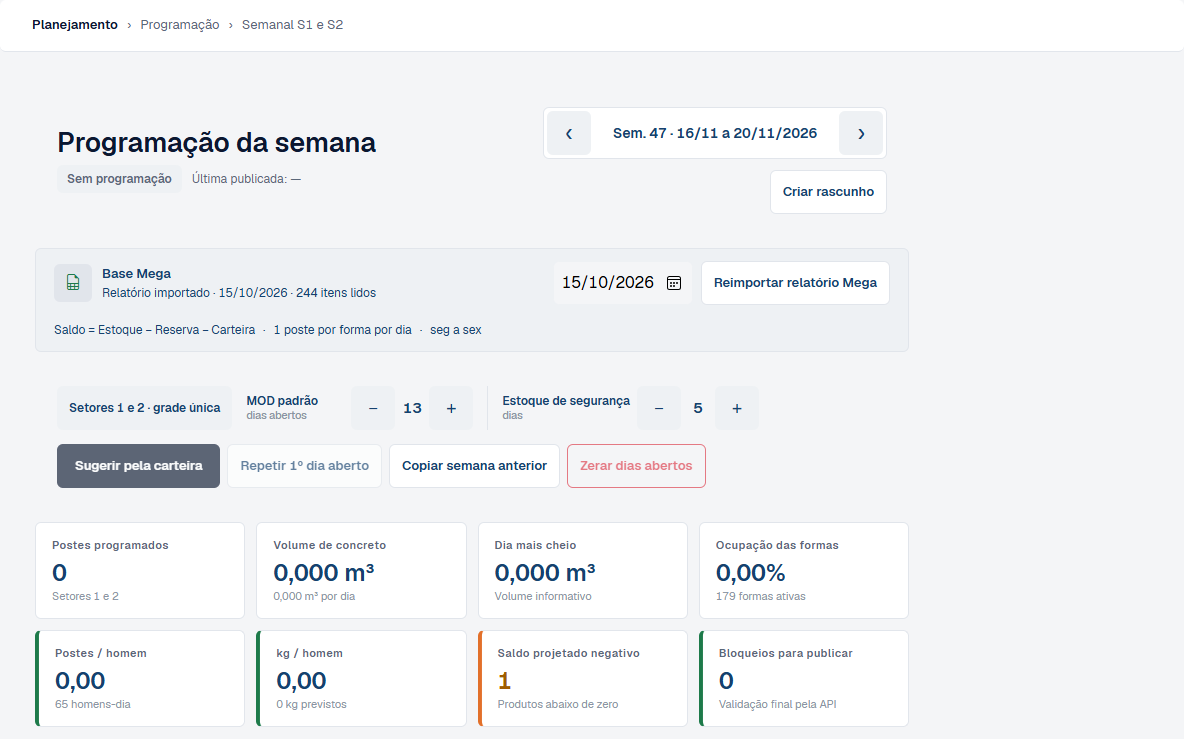 Planejamento › Programação › Semanal S1 e S2
Programação da semana
Sem programação Última publicada: —
‹ Sem. 47 · 16/11 a 20/11/2026 ›
Criar rascunho
Base Mega
Relatório importado · 15/10/2026 · 244 itens lidos
15/10/2026 Reimportar relatório Mega
Saldo = Estoque – Reserva – Carteira · 1 poste por forma por dia · seg a sex
Setores 1 e 2 · grade única
MOD padrão
dias abertos
− 13 +
Estoque de segurança
dias
− 5 +
Sugerir pela carteira Repetir 1º dia aberto Copiar semana anterior Zerar dias abertos
Postes programados
0
Setores 1 e 2
Volume de concreto
0,000 m³
0,000 m³ por dia
Dia mais cheio
0,000 m³
Volume informativo
Ocupação das formas
0,00%
179 formas ativas
Postes / homem
0,00
65 homens-dia
kg / homem
0,00
0 kg previstos
Saldo projetado negativo
1
Produtos abaixo de zero
Bloqueios para publicar
0
Validação final pela API